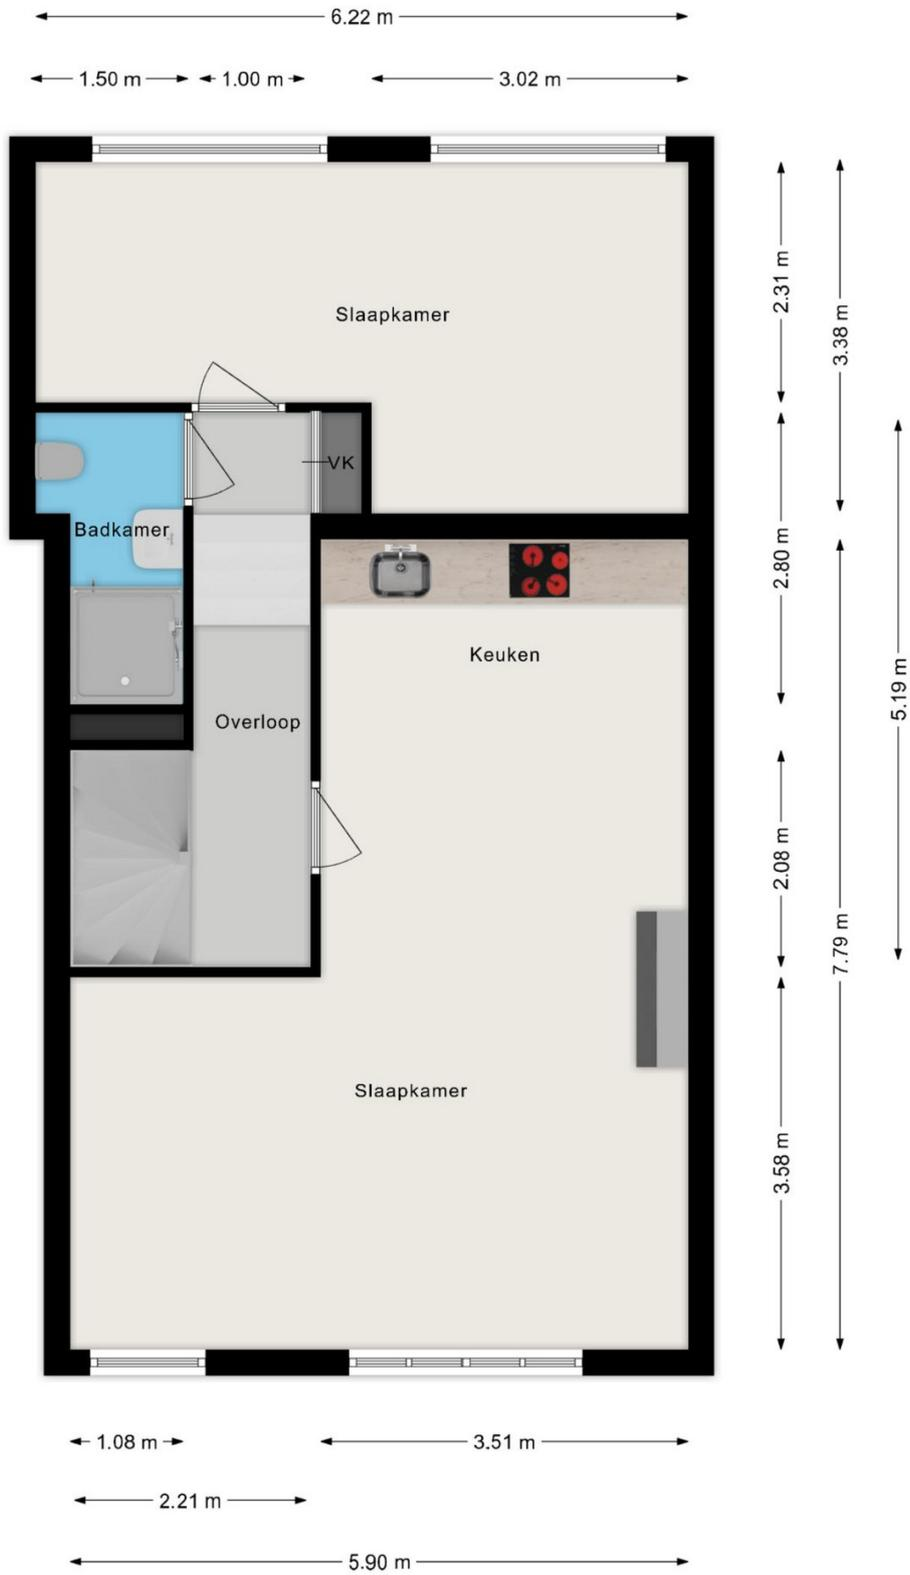 6.22 m
1.50 m
1.00 m
3.02 m
2.31 m
3.38 m
Slaapkamer
VK
Badkamer
2.80 m
Keuken
5.19 m
Overloop
2.08 m
7.79 m
Slaapkamer
3.58 m
1.08 m
3.51 m
2.21 m
5.90 m